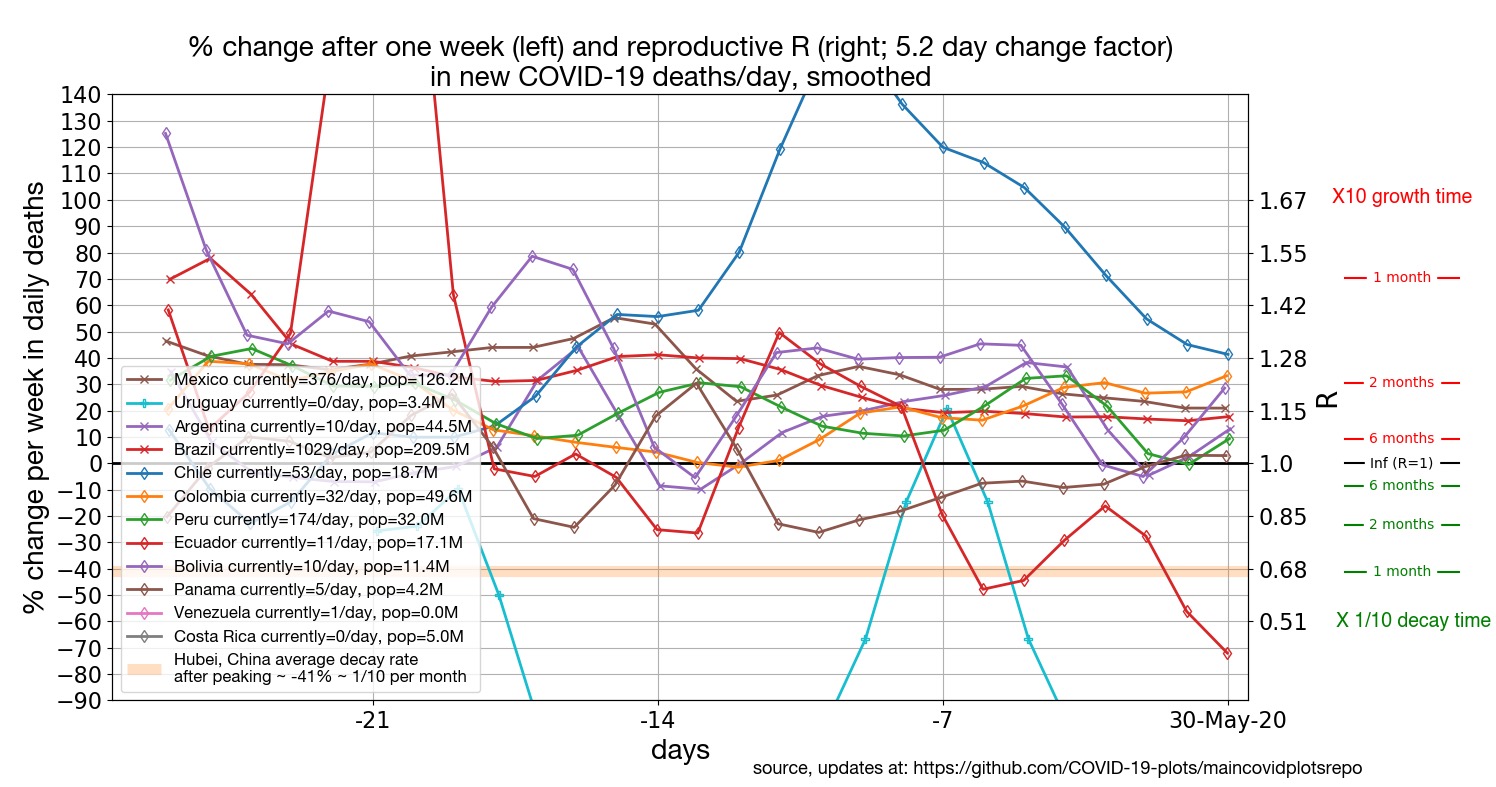 % change after one week (left) and reproductive R (right; 5.2 day change factor)
in new COVID-19 deaths/day, smoothed
% change per week in daily deaths
140
130
120
110
100
90
80
70
60
50
40
30
20
10
0
−10
−20
−30
−40
−50
−60
−70
−80
−90
Mexico currently=376/day, pop=126.2M
Uruguay currently=0/day, pop=3.4M
Argentina currently=10/day, pop=44.5M
Brazil currently=1029/day, pop=209.5M
Chile currently=53/day, pop=18.7M
Colombia currently=32/day, pop=49.6M
Peru currently=174/day, pop=32.0M
Ecuador currently=11/day, pop=17.1M
Bolivia currently=10/day, pop=11.4M
Panama currently=5/day, pop=4.2M
Venezuela currently=1/day, pop=0.0M
Costa Rica currently=0/day, pop=5.0M
Hubei, China average decay rate
after peaking ~ -41% ~ 1/10 per month
-21
-14
-7
30-May-20
days
1.67
1.55
1.42
1.28
1.15
1.0
0.85
0.68
0.51
R
X10 growth time
1 month
2 months
6 months
Inf (R=1)
6 months
2 months
1 month
X 1/10 decay time
source, updates at: https://github.com/COVID-19-plots/maincovidplotsrepo